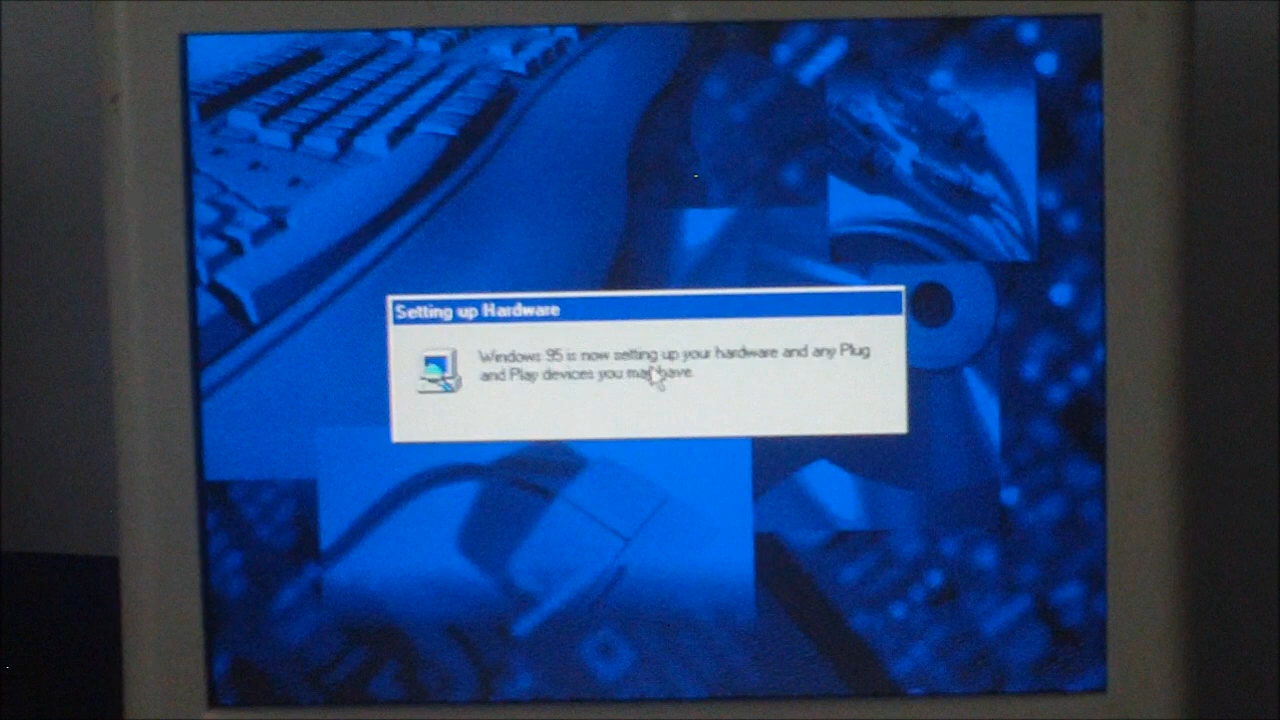 Setting up Hardware
Windows 95 is now setting up your hardware and any Plug
and Play devices you may have.